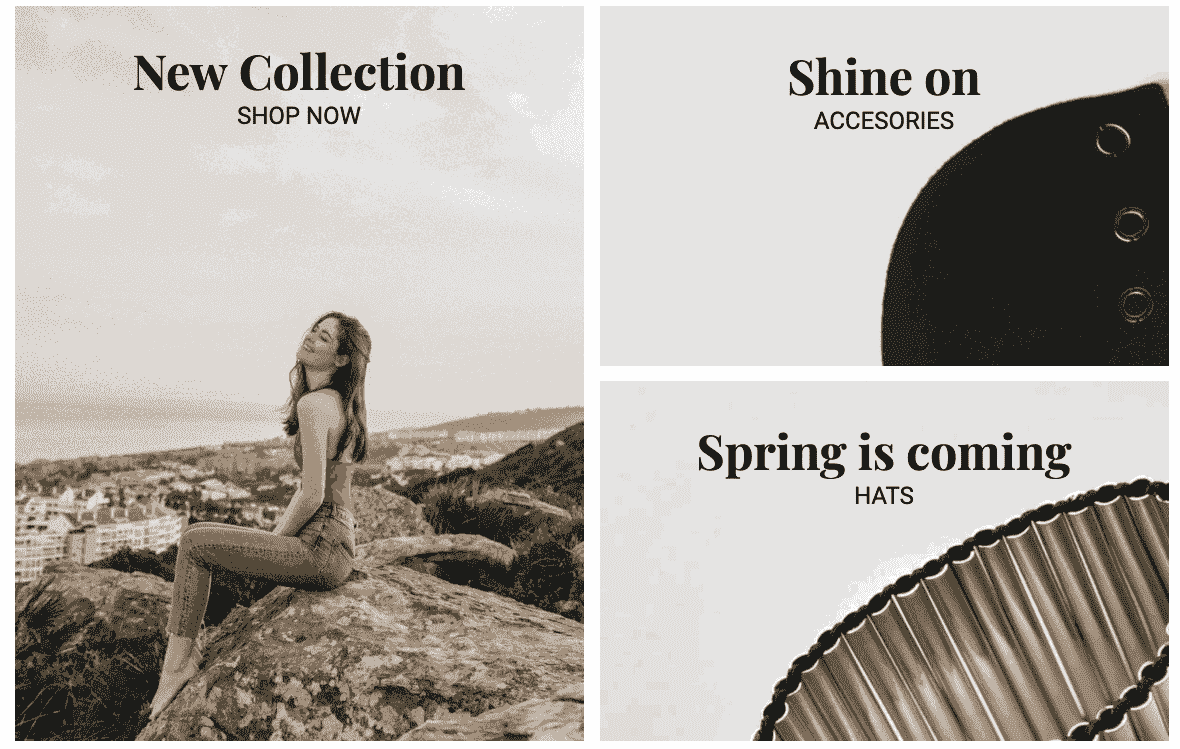 New Collection
SHOP NOW
Shine on
ACCESORIES
Spring is coming
HATS